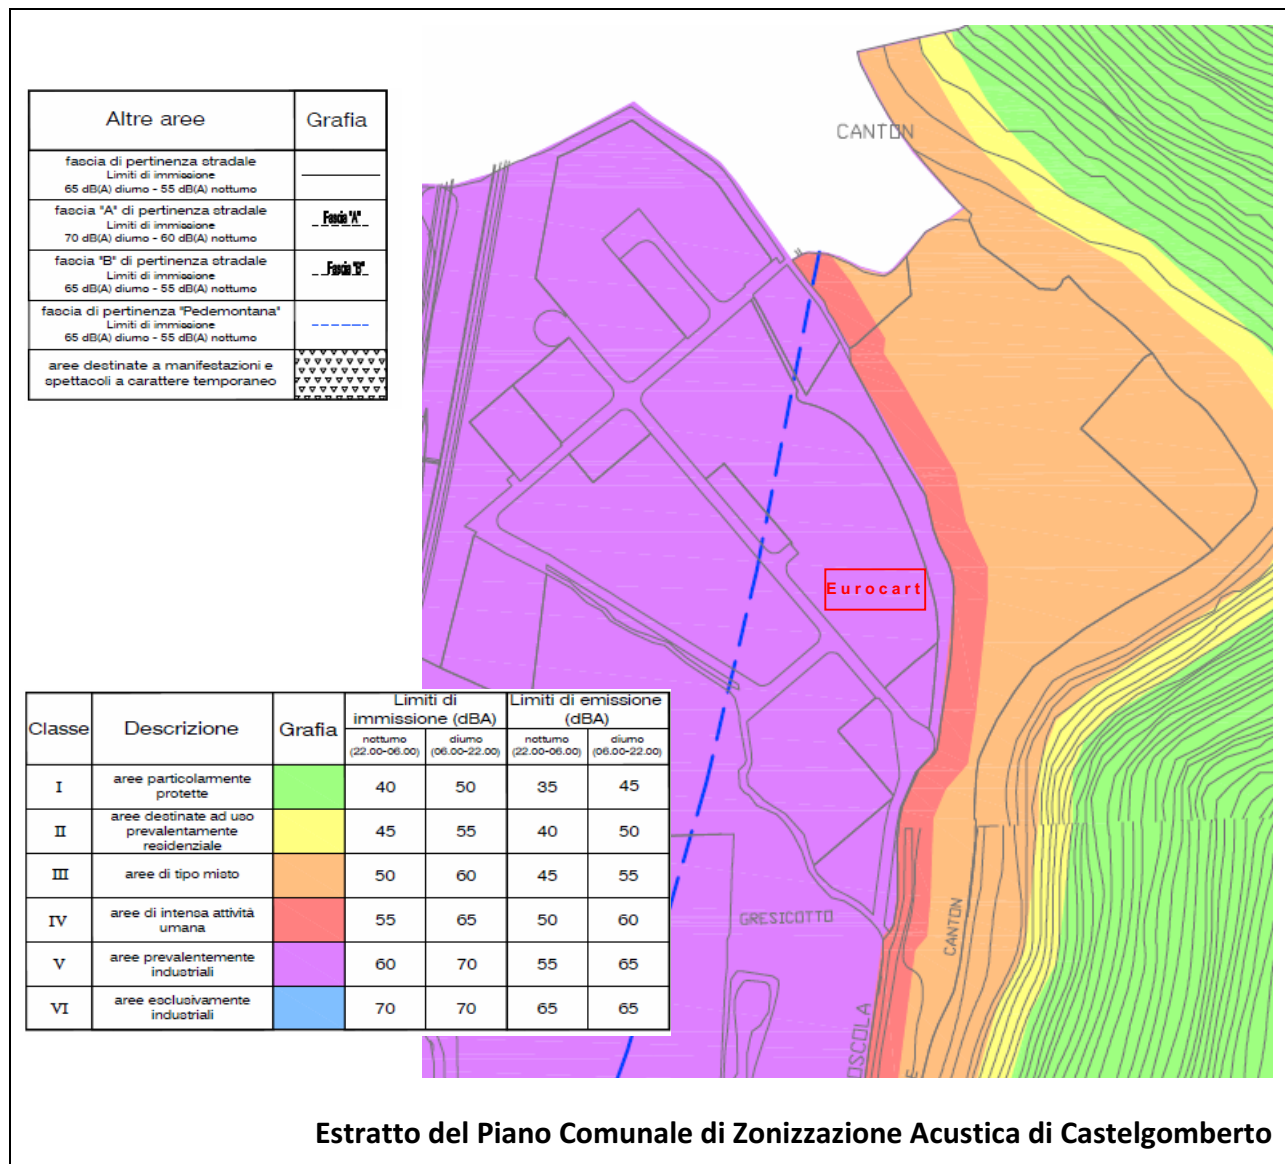 Altre aree
Grafia
fascia di pertinenza stradale
Limiti di immissione
65 dB(A) diurno - 55 dB(A) notturno
fascia "A" di pertinenza stradale
Limiti di immissione
70 dB(A) diurno - 60 dB(A) notturno
Fascia "A"
fascia "B" di pertinenza stradale
Limiti di immissione
65 dB(A) diurno - 55 dB(A) notturno
Fascia "B"
fascia di pertinenza "Pedemontana"
Limiti di immissione
65 dB(A) diurno - 55 dB(A) notturno
aree destinate a manifestazioni e
spettacoli a carattere temporaneo
CANTON
Eurocart
Classe
Descrizione
Grafia
Limiti di
immissione (dBA)
Limiti di emissione
(dBA)
notturno
(22.00-06.00)
diurno
(06.00-22.00)
notturno
(22.00-06.00)
diurno
(06.00-22.00)
I
aree particolarmente
protette
40
50
35
45
II
aree destinate ad uso
prevalentamente
residenziale
45
55
40
50
III
aree di tipo misto
50
60
45
55
IV
aree di intensa attività
umana
55
65
50
60
V
aree prevalentemente
industriali
60
70
55
65
VI
aree esclusivamente
industriali
70
70
65
65
GRESICOTTO
CANTON
OSCOLA
E
Estratto del Piano Comunale di Zonizzazione Acustica di Castelgomberto